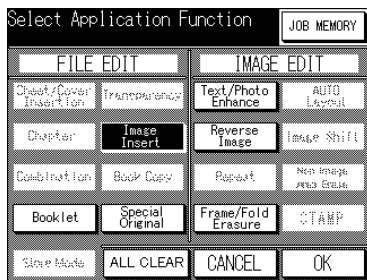 Select Application Function
JOB MEMORY
FILE EDIT
IMAGE EDIT
Sheet/Cover
Insertion
Transparency
Text/Photo
Enhance
AUTO
Layout
Chapter
Image
Insert
Reverse
Image
Image Shift
Combination
Book Copy
Repeat
Non Image
Area Erase
Booklet
Special
Original
Frame/Fold
Erasure
STAMP
Store Mode
ALL CLEAR
CANCEL
OK